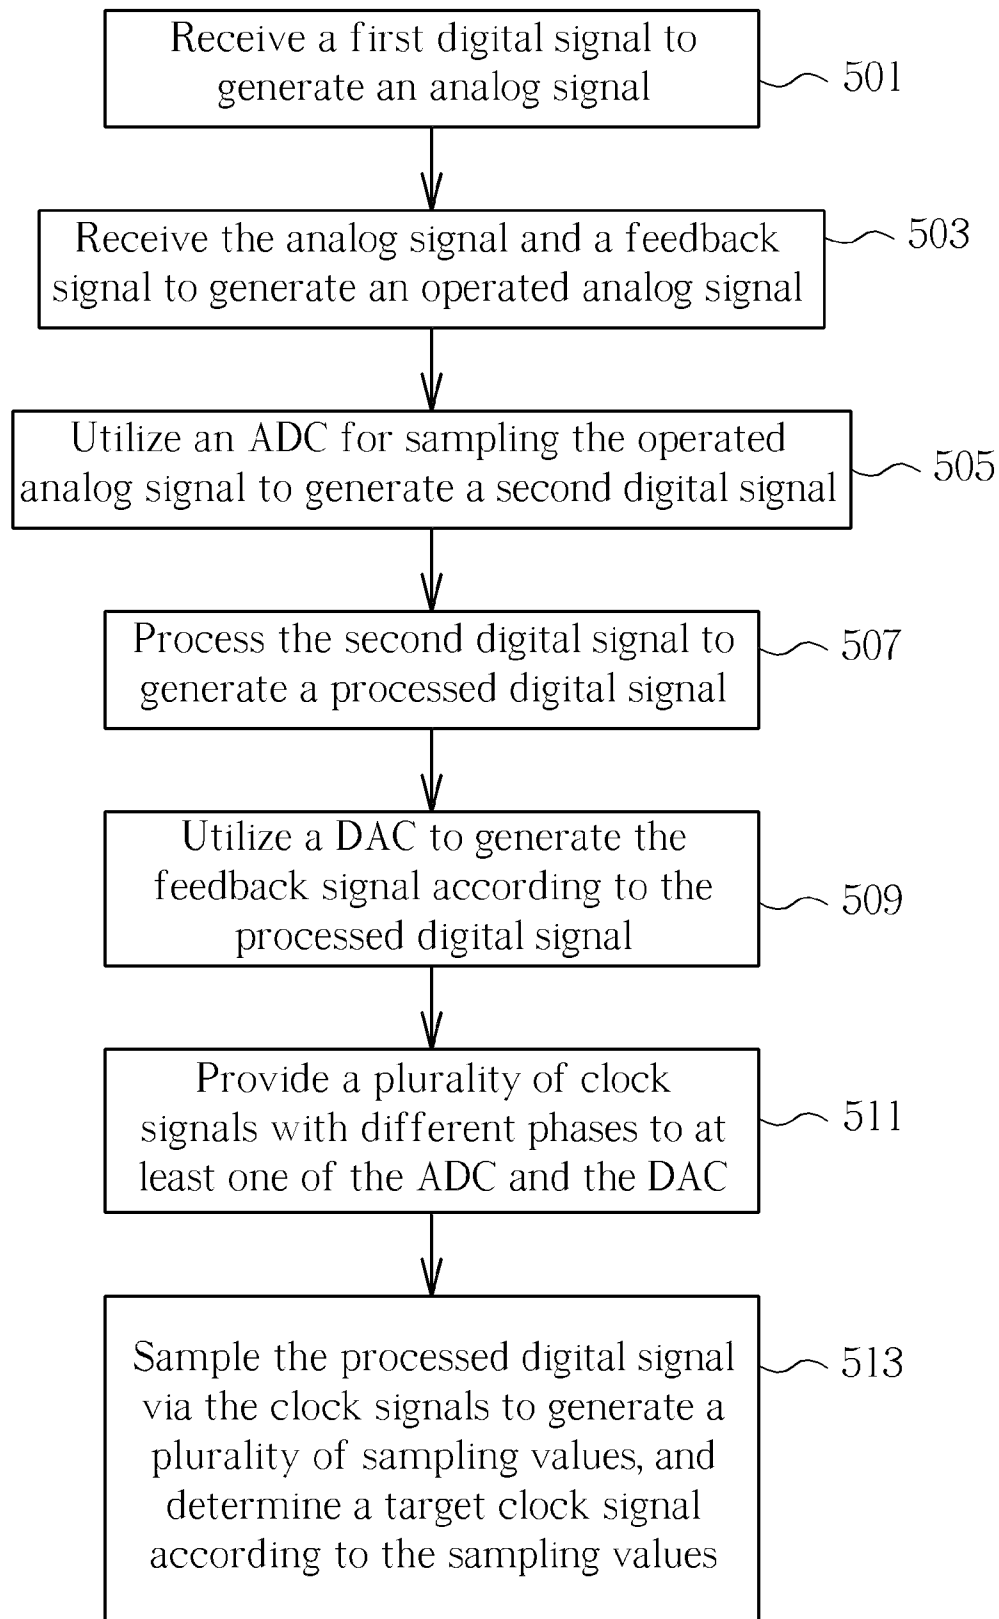 Receive a first digital signal to
generate an analog signal
501
Receive the analog signal and a feedback
signal to generate an operated analog signal
503
Utilize an ADC for sampling the operated
analog signal to generate a second digital signal
505
Process the second digital signal to
generate a processed digital signal
507
Utilize a DAC to generate the
feedback signal according to the
processed digital signal
509
Provide a plurality of clock
signals with different phases to at
least one of the ADC and the DAC
511
Sample the processed digital signal
via the clock signals to generate a
plurality of sampling values, and
determine a target clock signal
according to the sampling values
513